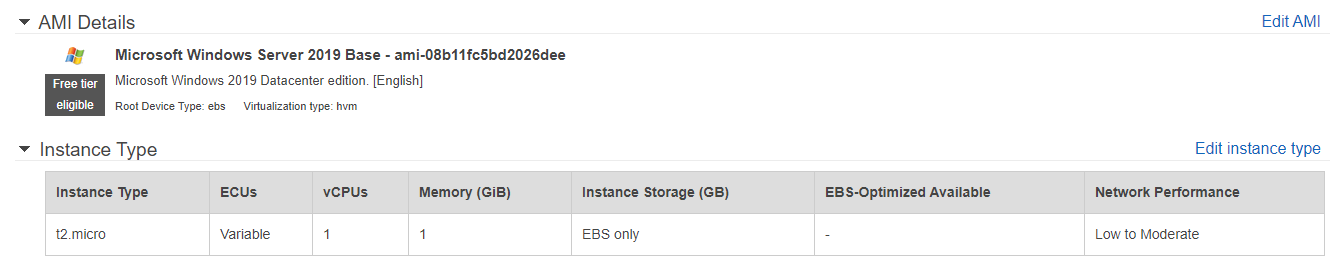 AMI Details Edit AMI
Microsoft Windows Server 2019 Base - ami-08b11fc5bd2026dee
Free tier eligible
Microsoft Windows 2019 Datacenter edition. [English]
Root Device Type: ebs Virtualization type: hvm
Instance Type Edit instance type
Instance Type ECUs vCPUs Memory (GiB) Instance Storage (GB) EBS-Optimized Available Network Performance
t2.micro Variable 1 1 EBS only - Low to Moderate